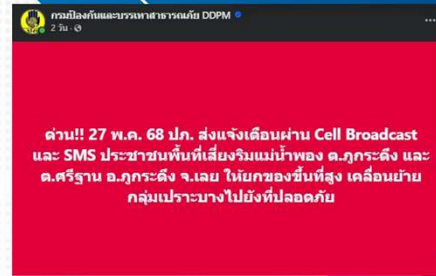 กรมป้องกันและบรรเทาสาธารณภัย DDPM
2 วัน ·
ด่วน!! 27 พ.ค. 68 ปภ. ส่งแจ้งเตือนผ่าน Cell Broadcast
และ SMS ประชาชนพื้นที่เสี่ยงริมแม่น้ำพอง ต.ภูกระดึง และ
ต.ศรีฐาน อ.ภูกระดึง จ.เลย ให้ยกของขึ้นที่สูง เคลื่อนย้าย
กลุ่มเปราะบางไปยังที่ปลอดภัย